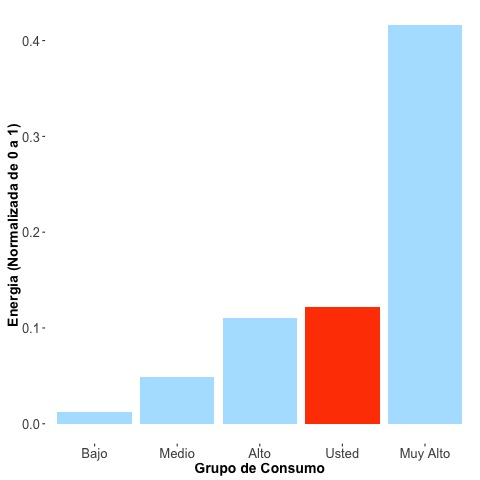 Energia (Normalizada de 0 a 1)
0.4
0.3
0.2
0.1
0.0
Bajo Medio Alto Usted Muy Alto
Grupo de Consumo